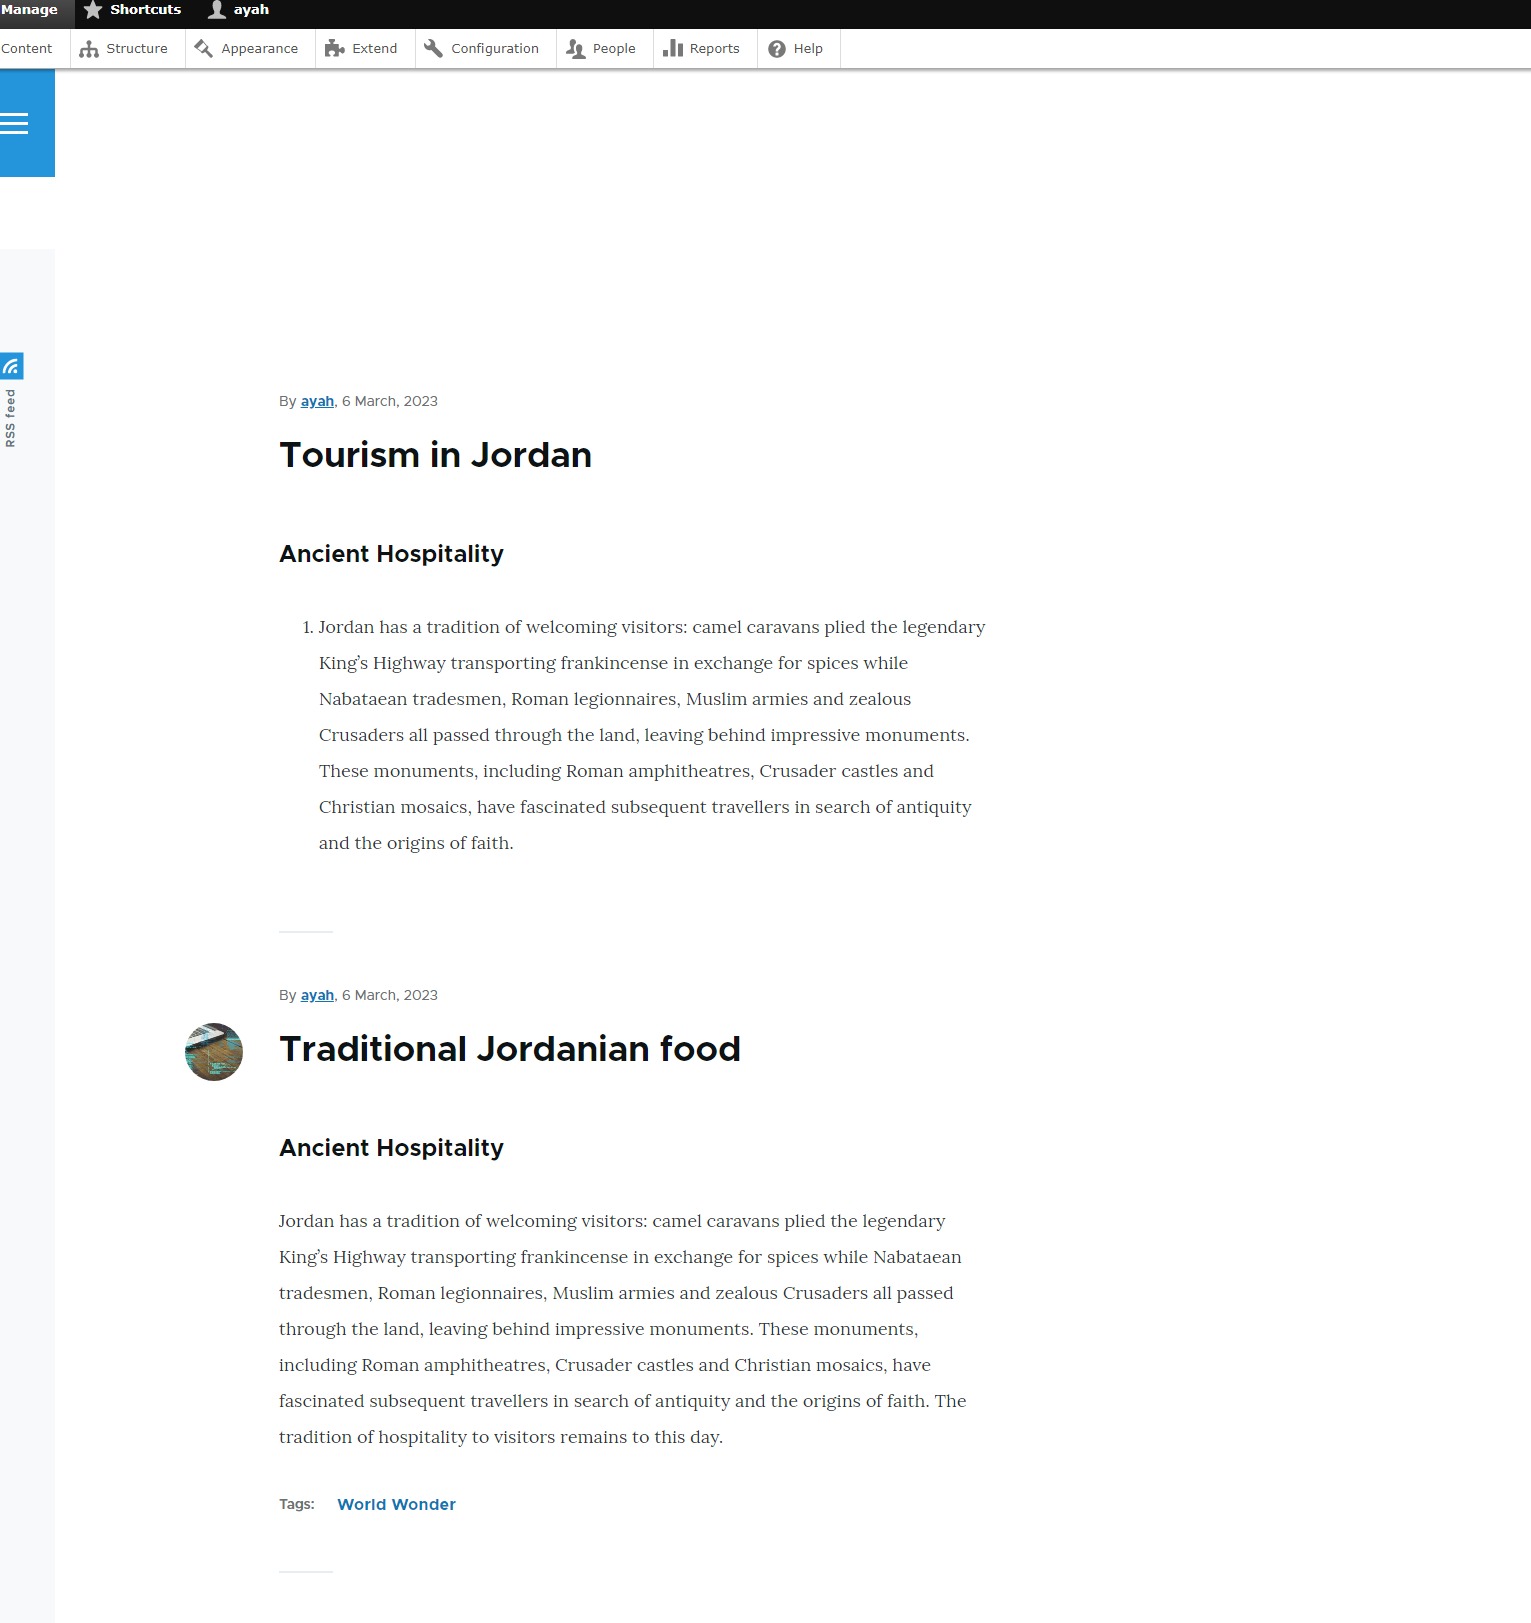 Manage Shortcuts ayah
Content Structure Appearance Extend Configuration People Reports Help
RSS feed
By ayah, 6 March, 2023
Tourism in Jordan
Ancient Hospitality
1. Jordan has a tradition of welcoming visitors: camel caravans plied the legendary
King’s Highway transporting frankincense in exchange for spices while
Nabataean tradesmen, Roman legionnaires, Muslim armies and zealous
Crusaders all passed through the land, leaving behind impressive monuments.
These monuments, including Roman amphitheatres, Crusader castles and
Christian mosaics, have fascinated subsequent travellers in search of antiquity
and the origins of faith.
By ayah, 6 March, 2023
Traditional Jordanian food
Ancient Hospitality
Jordan has a tradition of welcoming visitors: camel caravans plied the legendary
King’s Highway transporting frankincense in exchange for spices while Nabataean
tradesmen, Roman legionnaires, Muslim armies and zealous Crusaders all passed
through the land, leaving behind impressive monuments. These monuments,
including Roman amphitheatres, Crusader castles and Christian mosaics, have
fascinated subsequent travellers in search of antiquity and the origins of faith. The
tradition of hospitality to visitors remains to this day.
Tags: World Wonder